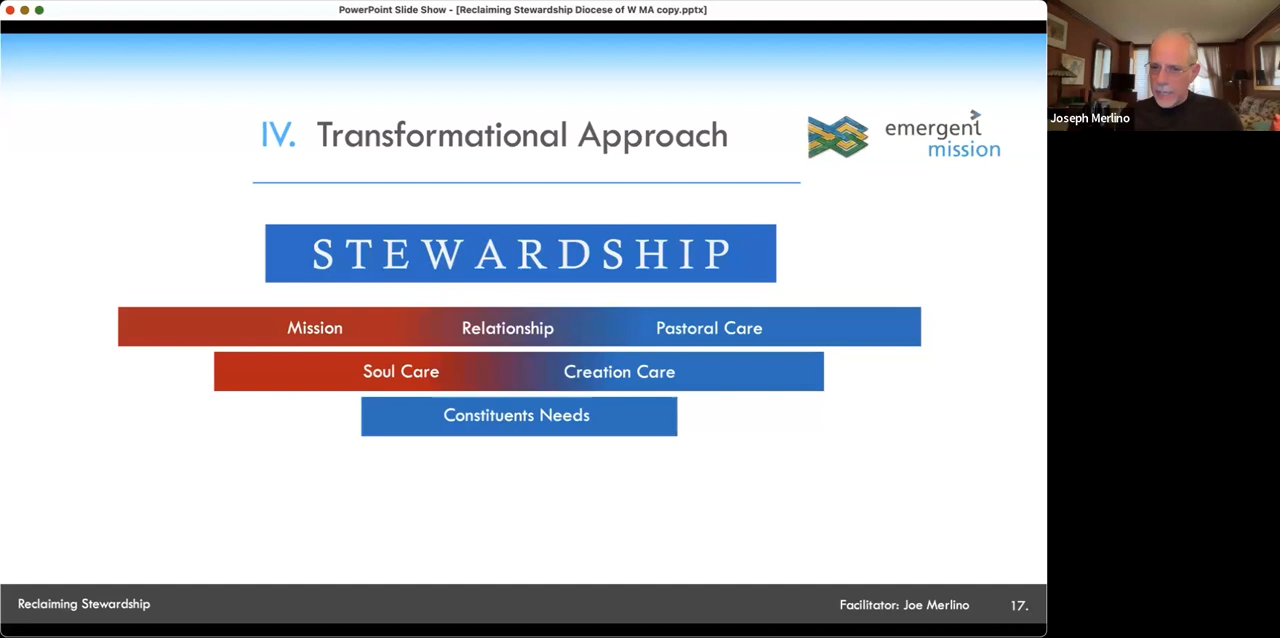 PowerPoint Slide Show - [Reclaiming Stewardship Diocese of W MA copy.pptx]
IV. Transformational Approach
emergent
mission
STEWARDSHIP
Mission Relationship Pastoral Care
Soul Care Creation Care
Constituents Needs
Reclaiming Stewardship
Facilitator: Joe Merlino 17.
Joseph Merlino